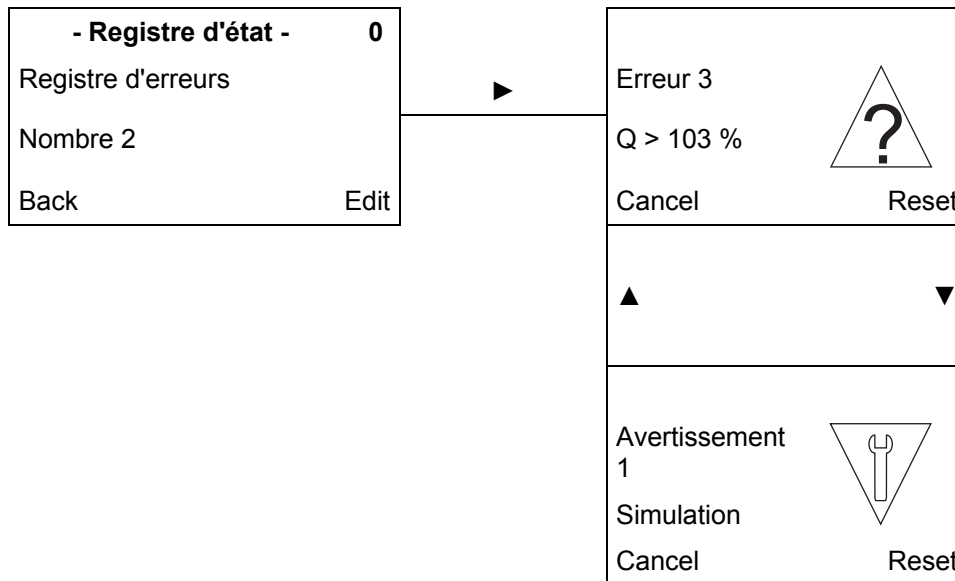 - Registre d'état - 0
Registre d'erreurs
Nombre 2
Back Edit
►
Erreur 3
?
Q > 103 %
Cancel Reset
▲ ▼
Avertissement
1
Simulation
Cancel Reset